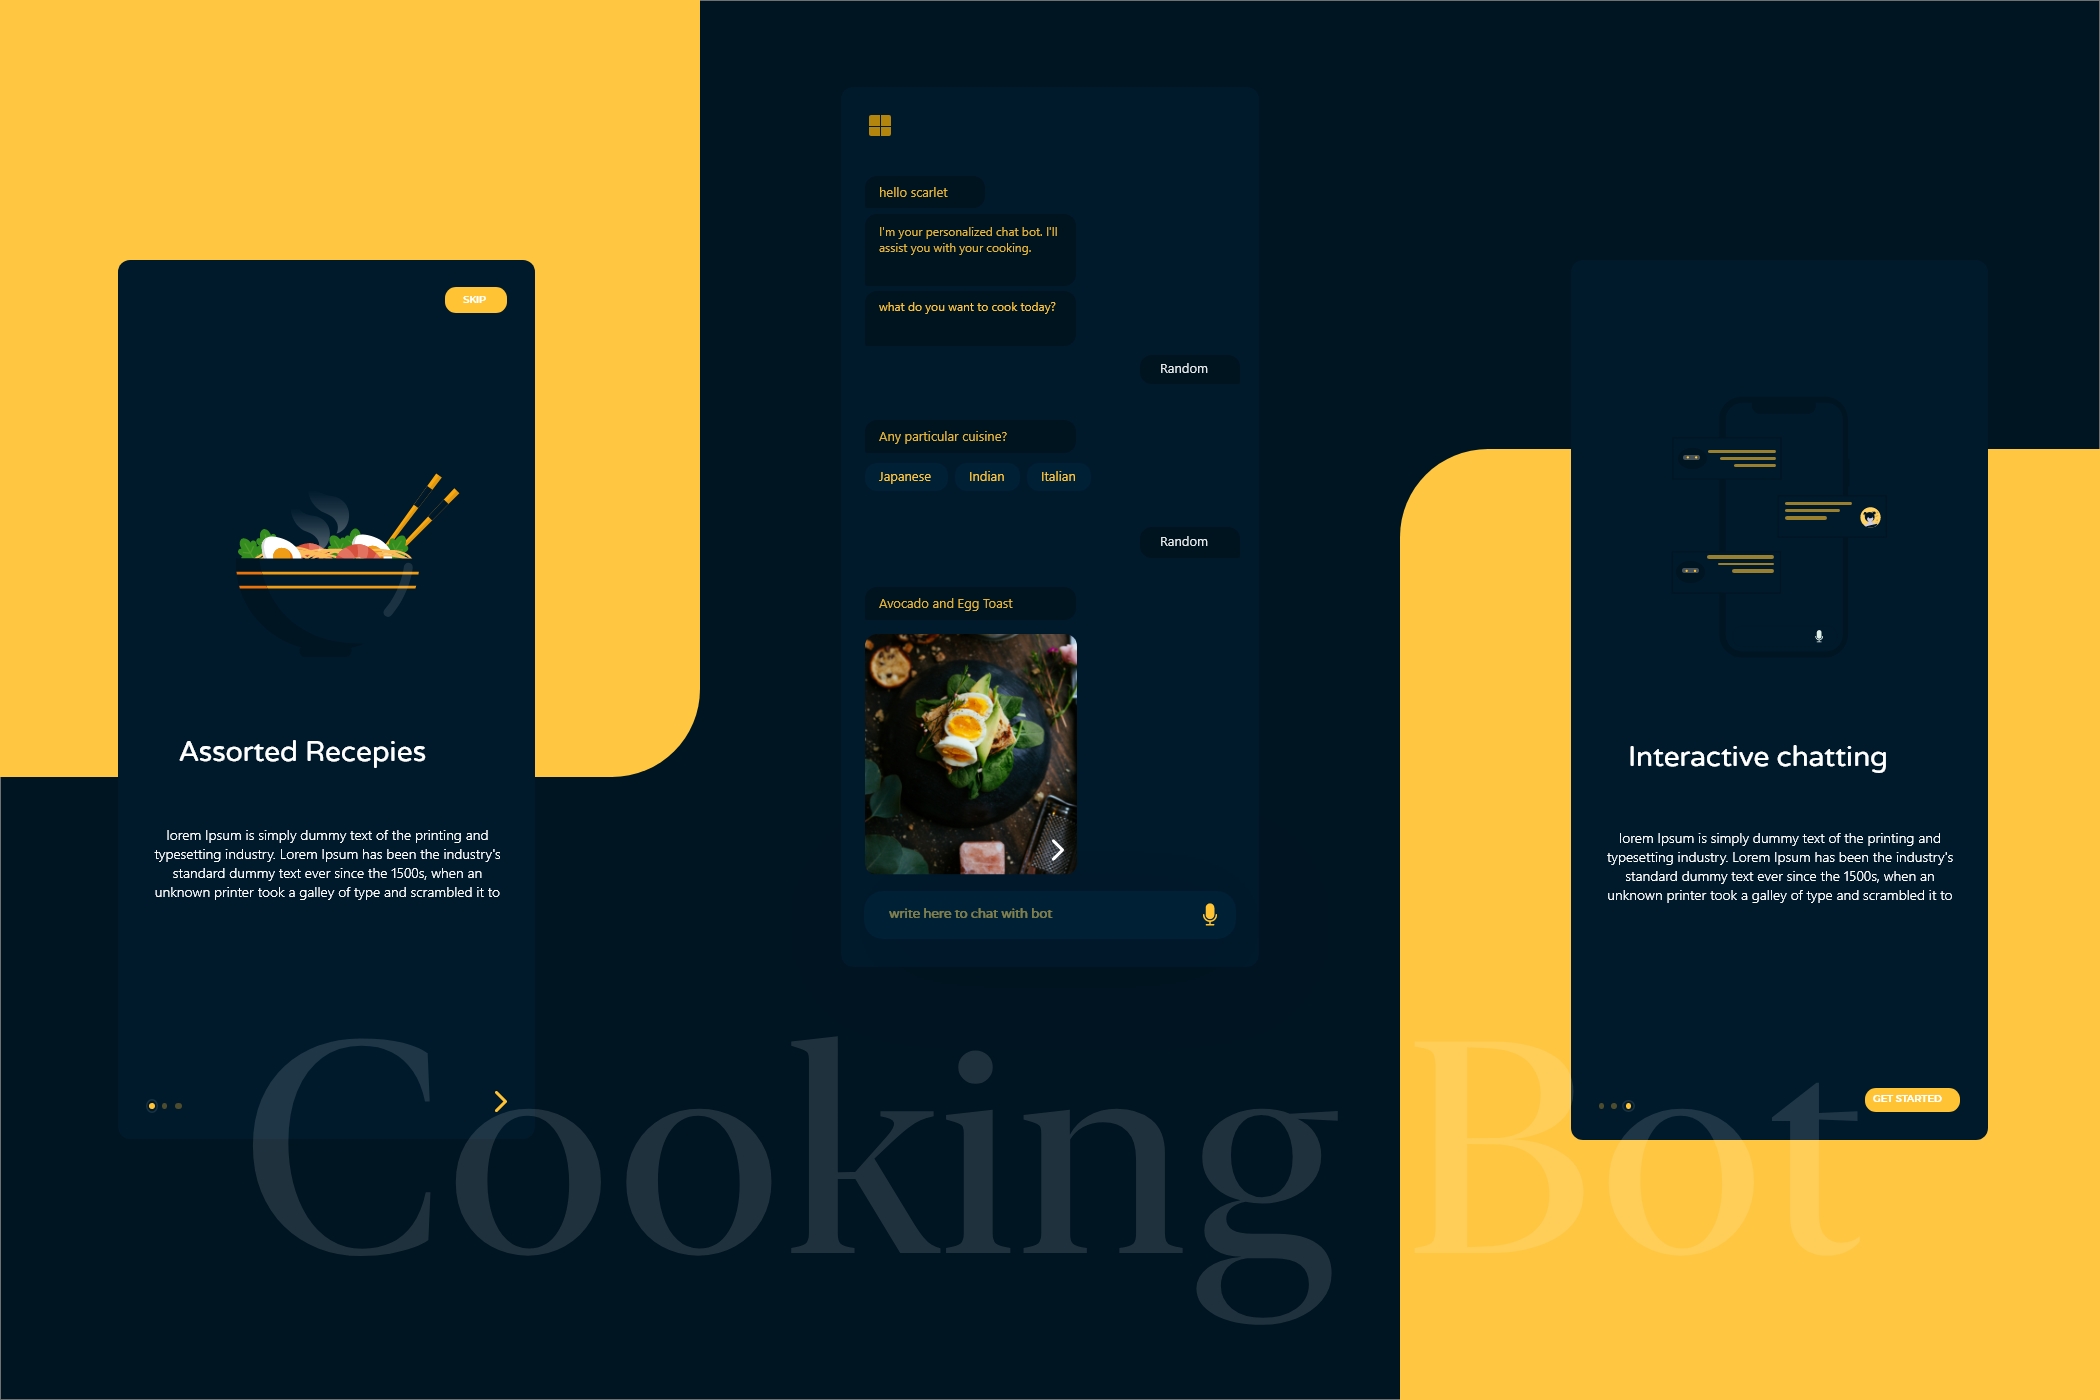 SKIP
Assorted Recepies
lorem Ipsum is simply dummy text of the printing and
typesetting industry. Lorem Ipsum has been the industry's
standard dummy text ever since the 1500s, when an
unknown printer took a galley of type and scrambled it to
hello scarlet
I'm your personalized chat bot. I'll
assist you with your cooking.
what do you want to cook today?
Random
Any particular cuisine?
Japanese Indian Italian
Random
Avocado and Egg Toast
write here to chat with bot
Interactive chatting
lorem Ipsum is simply dummy text of the printing and
typesetting industry. Lorem Ipsum has been the industry's
standard dummy text ever since the 1500s, when an
unknown printer took a galley of type and scrambled it to
GET STARTED
Cooking Bot